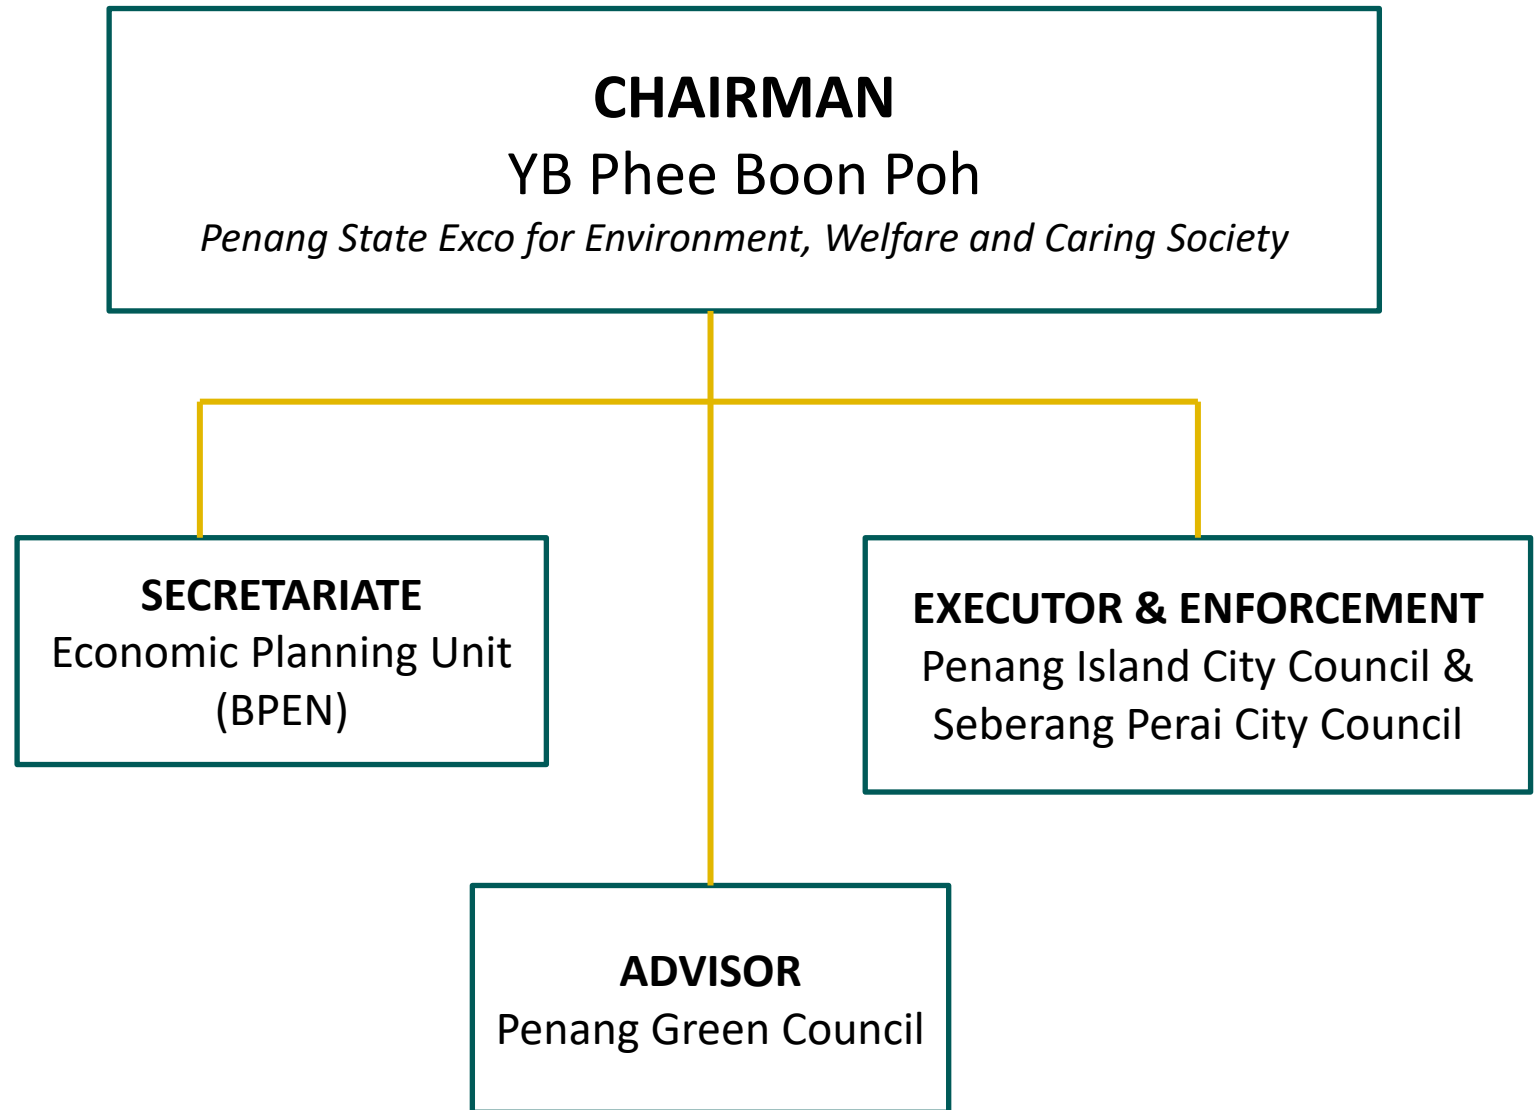 CHAIRMAN
YB Phee Boon Poh
Penang State Exco for Environment, Welfare and Caring Society
SECRETARIATE
Economic Planning Unit
(BPEN)
EXECUTOR & ENFORCEMENT
Penang Island City Council &
Seberang Perai City Council
ADVISOR
Penang Green Council